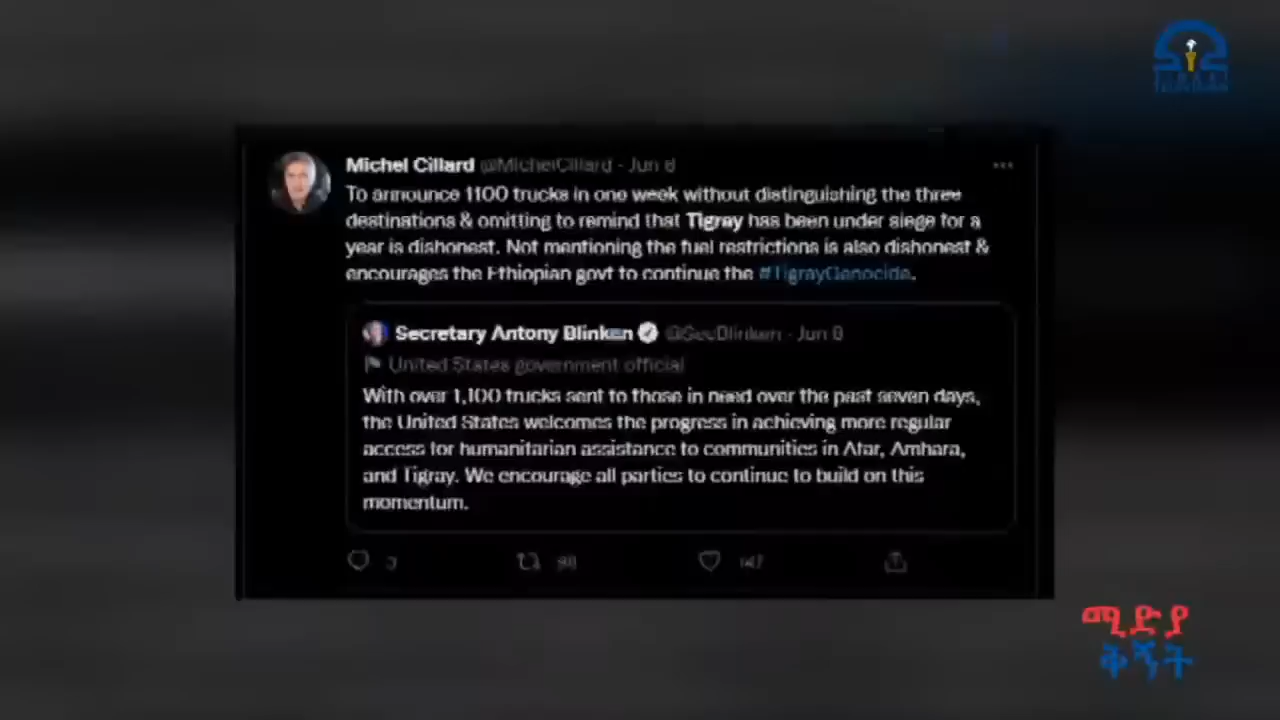 Michel Cillard @MichelCillard · Jun 8
To announce 1100 trucks in one week without distinguishing the three
destinations & omitting to remind that Tigray has been under siege for a
year is dishonest. Not mentioning the fuel restrictions is also dishonest &
encourages the Ethiopian govt to continue the #TigrayGenocide.
Secretary Antony Blinken @SecBlinken · Jun 8
United States government official
With over 1,100 trucks sent to those in need over the past seven days,
the United States welcomes the progress in achieving more regular
access for humanitarian assistance to communities in Afar, Amhara,
and Tigray. We encourage all parties to continue to build on this
momentum.
3
ሚድያ
ቅኝት